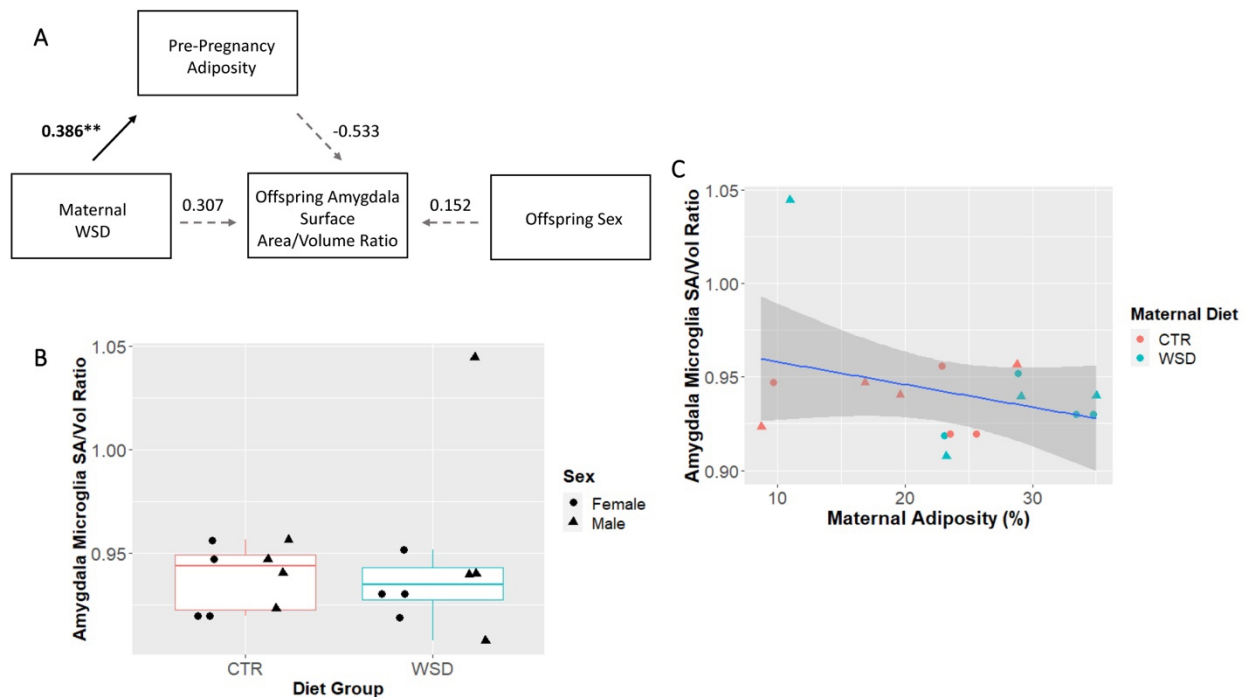 A
Pre-Pregnancy
Adiposity
0.386**
-0.533
Maternal
WSD
0.307
Offspring Amygdala
Surface
Area/Volume Ratio
0.152
Offspring Sex
B
Amygdala Microglia SA/Vol Ratio
1.05
1.00
0.95
CTR
WSD
Diet Group
Sex
Female
Male
C
Amygdala Microglia SA/Vol Ratio
1.05
1.00
0.95
0.90
10
20
30
Maternal Adiposity (%)
Maternal Diet
CTR
WSD